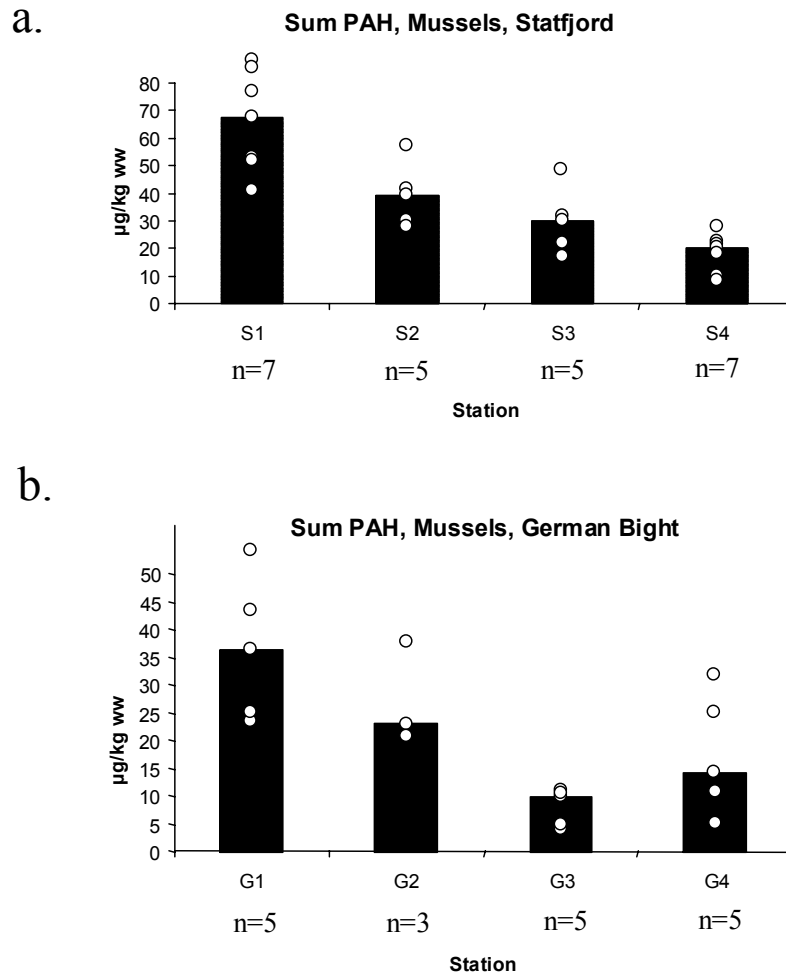 a.
Sum PAH, Mussels, Statfjord
µg/kg ww
80
70
60
50
40
30
20
10
0
S1 S2 S3 S4
n=7 n=5 n=5 n=7
Station
b.
Sum PAH, Mussels, German Bight
µg/kg ww
50
45
40
35
30
25
20
15
10
5
0
G1 G2 G3 G4
n=5 n=3 n=5 n=5
Station